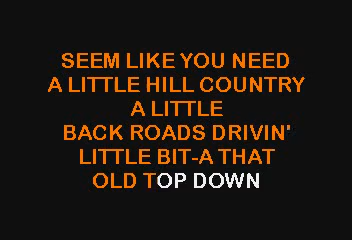 SEEM LIKE YOU NEED
A LITTLE HILL COUNTRY
A LITTLE
BACK ROADS DRIVIN'
LITTLE BIT-A THAT
OLD TOP DOWN